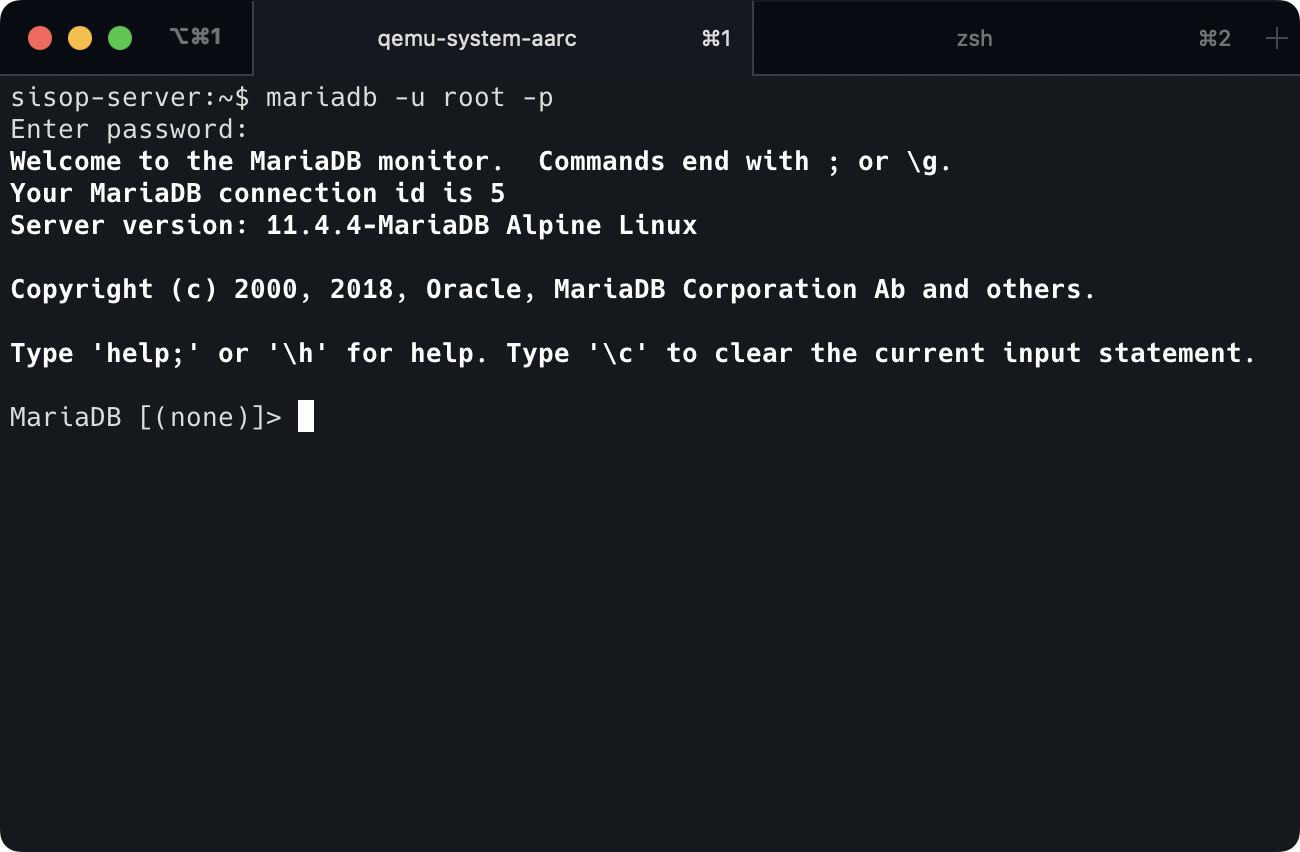 ⌥⌘1 qemu-system-aarc ⌘1 zsh ⌘2 +
sisop-server:~$ mariadb -u root -p
Enter password:
Welcome to the MariaDB monitor.  Commands end with ; or \g.
Your MariaDB connection id is 5
Server version: 11.4.4-MariaDB Alpine Linux

Copyright (c) 2000, 2018, Oracle, MariaDB Corporation Ab and others.

Type 'help;' or '\h' for help. Type '\c' to clear the current input statement.

MariaDB [(none)]>